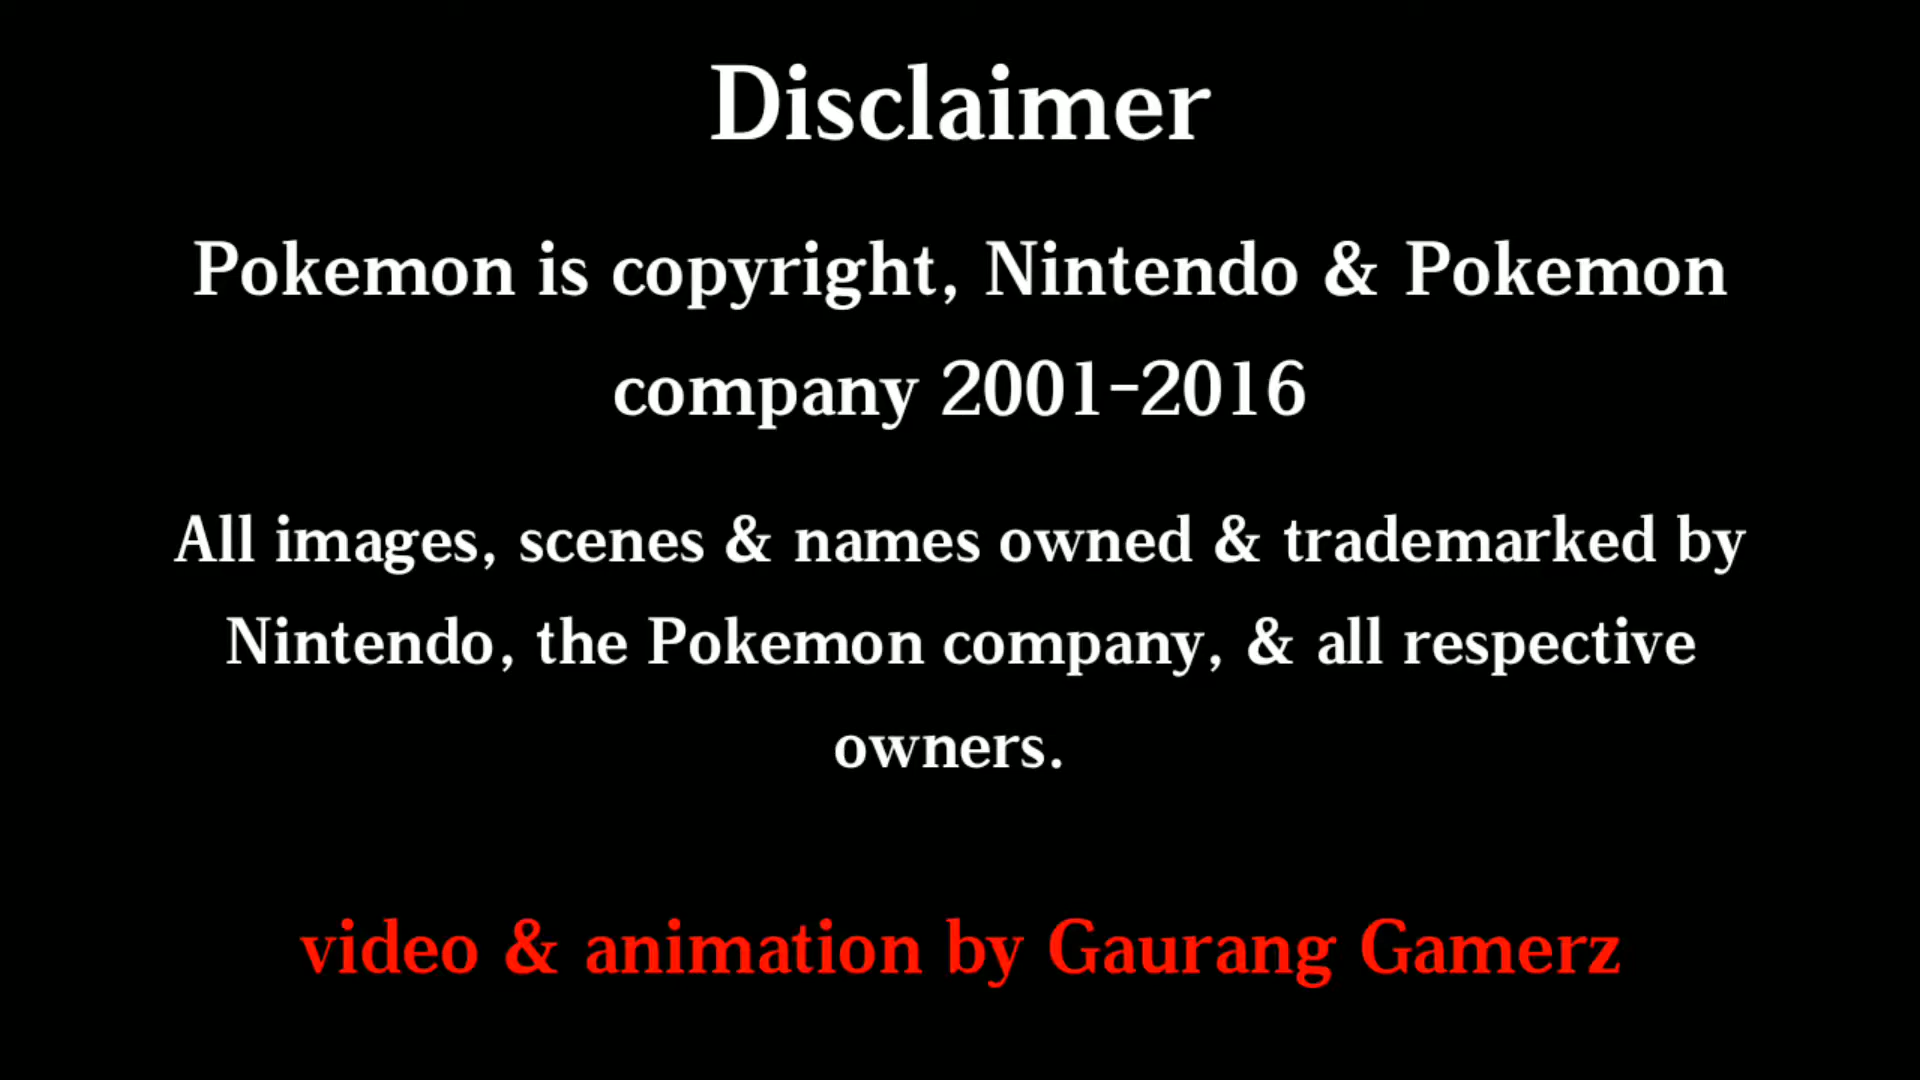 Disclaimer
Pokemon is copyright, Nintendo & Pokemon
company 2001-2016
All images, scenes & names owned & trademarked by
Nintendo, the Pokemon company, & all respective
owners.
video & animation by Gaurang Gamerz